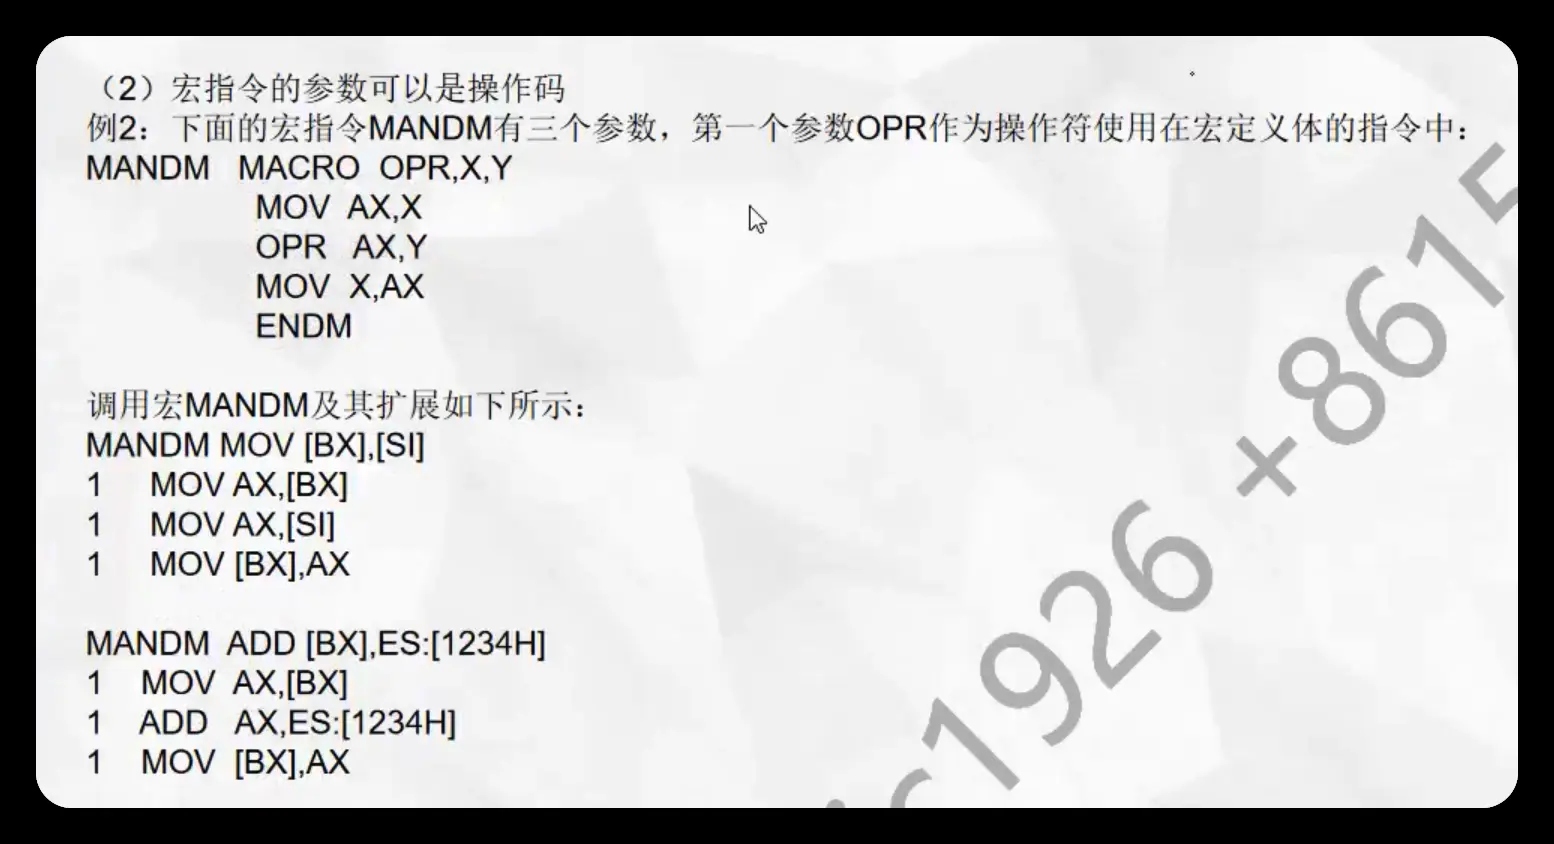 （2）宏指令的参数可以是操作码
例2：下面的宏指令MANDM有三个参数，第一个参数OPR作为操作符使用在宏定义体的指令中：
MANDM MACRO OPR,X,Y
MOV AX,X
OPR AX,Y
MOV X,AX
ENDM
调用宏MANDM及其扩展如下所示：
MANDM MOV [BX],[SI]
1 MOV AX,[BX]
1 MOV AX,[SI]
1 MOV [BX],AX
MANDM ADD [BX],ES:[1234H]
1 MOV AX,[BX]
1 ADD AX,ES:[1234H]
1 MOV [BX],AX
1926 +861